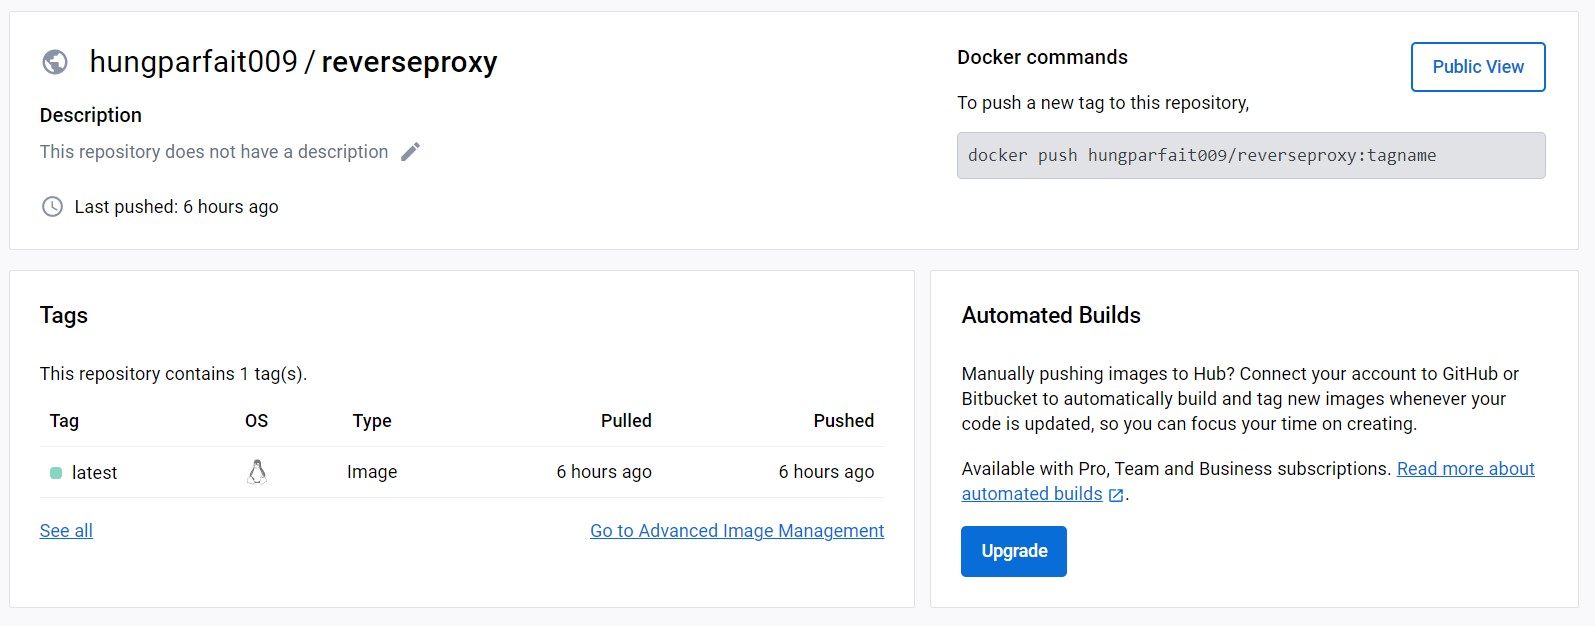 hungparfait009 / reverseproxy
Description
This repository does not have a description
Last pushed: 6 hours ago
Docker commands
Public View
To push a new tag to this repository,
docker push hungparfait009/reverseproxy:tagname
Tags
This repository contains 1 tag(s).
Tag OS Type Pulled Pushed
latest Image 6 hours ago 6 hours ago
See all Go to Advanced Image Management
Automated Builds
Manually pushing images to Hub? Connect your account to GitHub or
Bitbucket to automatically build and tag new images whenever your
code is updated, so you can focus your time on creating.
Available with Pro, Team and Business subscriptions. Read more about
automated builds.
Upgrade